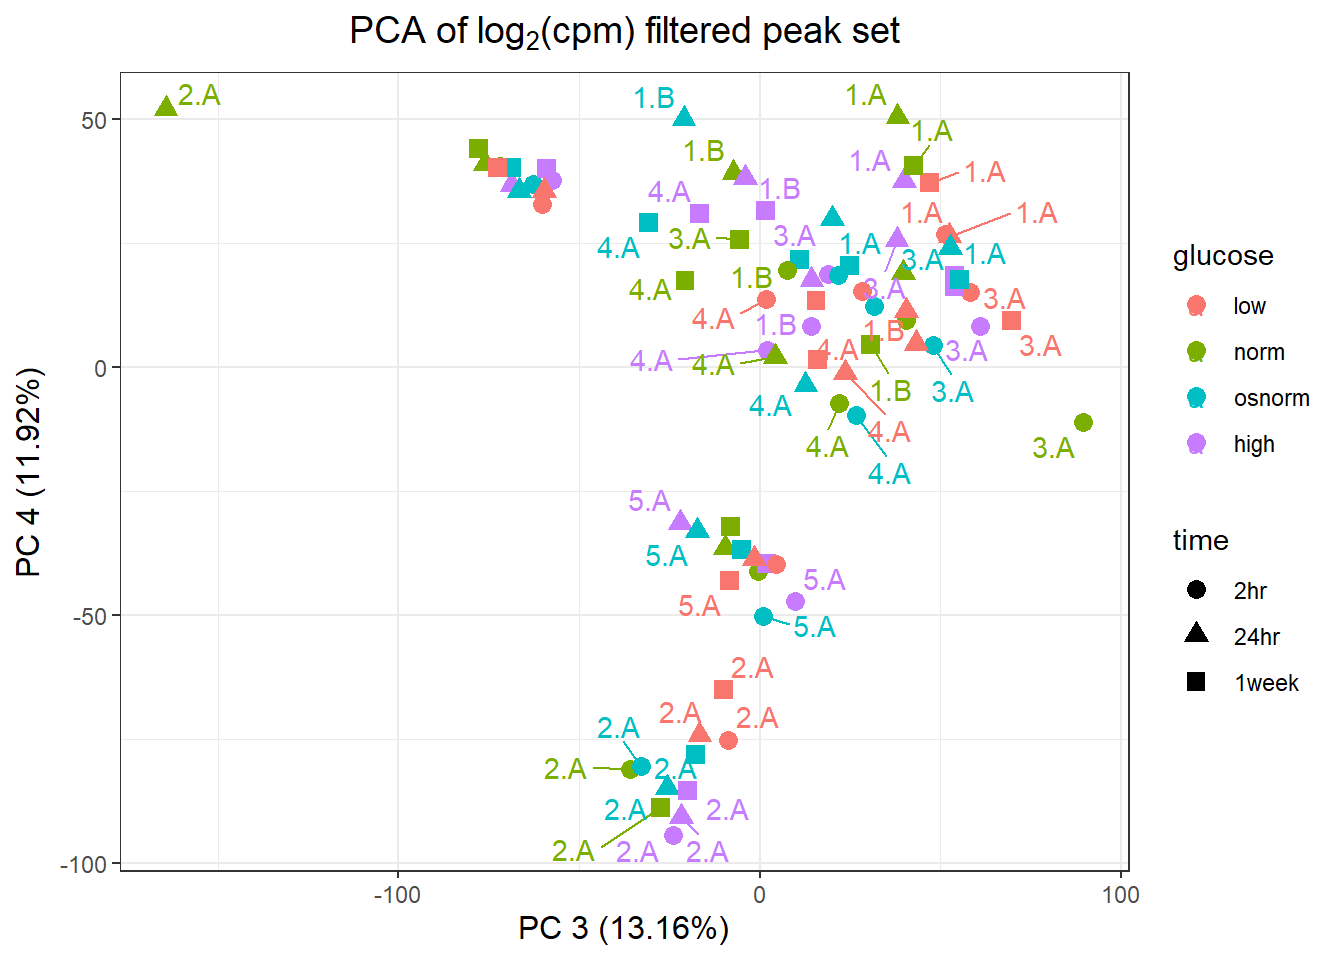 PCA of log2(cpm) filtered peak set
PC 4 (11.92%)
50
0
-50
-100
2.A
1.B
1.A
1.A
1.B
1.A
1.A
4.A
1.B
1.A
1.A
4.A
3.A
3.A
1.A
3.A
1.A
4.A
1.B
3.A
3.A
4.A
1.B
1.B
4.A
3.A
3.A
4.A
4.A
4.A
1.B
3.A
4.A
4.A
3.A
4.A
5.A
5.A
5.A
5.A
5.A
2.A
2.A
2.A
2.A
2.A
2.A
2.A
2.A
2.A
2.A
2.A
-100
0
100
PC 3 (13.16%)
glucose
low
norm
osnorm
high
time
2hr
24hr
1week